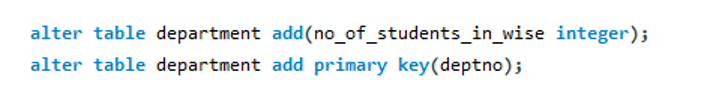 alter table department add(no_of_students_in_wise integer);
alter table department add primary key(deptno);